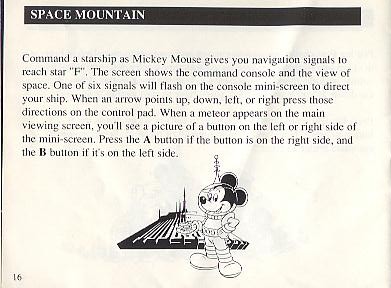 SPACE MOUNTAIN
Command a starship as Mickey Mouse gives you navigation signals to
reach star "F". The screen shows the command console and the view of
space. One of six signals will flash on the console mini-screen to direct
your ship. When an arrow points up, down, left, or right press those
directions on the control pad. When a meteor appears on the main
viewing screen, you'll see a picture of a button on the left or right side of
the mini-screen. Press the A button if the button is on the right side, and
the B button if it's on the left side.
16